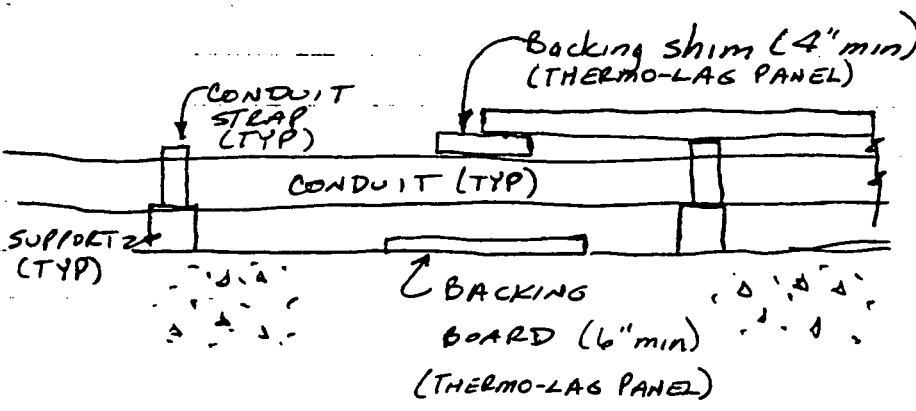 Backing shim (4" min)
(THERMO-LAG PANEL)
CONDUIT
STRAP
(TYP)
CONDUIT (TYP)
SUPPORT
(TYP)
BACKING
BOARD (6" min)
(THERMO-LAG PANEL)